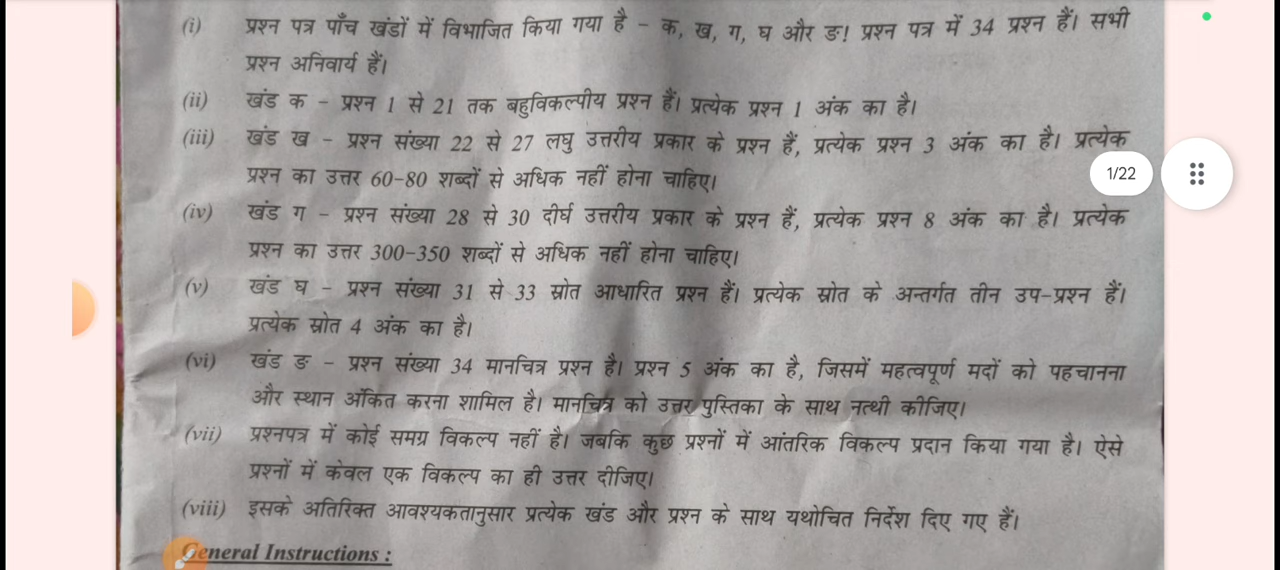 (i) प्रश्न पत्र पाँच खंडों में विभाजित किया गया है – क, ख, ग, घ और ङ! प्रश्न पत्र में 34 प्रश्न हैं। सभी
प्रश्न अनिवार्य हैं।
(ii) खंड क – प्रश्न 1 से 21 तक बहुविकल्पीय प्रश्न हैं। प्रत्येक प्रश्न 1 अंक का है।
(iii) खंड ख – प्रश्न संख्या 22 से 27 लघु उत्तरीय प्रकार के प्रश्न हैं, प्रत्येक प्रश्न 3 अंक का है। प्रत्येक
प्रश्न का उत्तर 60-80 शब्दों से अधिक नहीं होना चाहिए।
1/22
(iv) खंड ग – प्रश्न संख्या 28 से 30 दीर्घ उत्तरीय प्रकार के प्रश्न हैं, प्रत्येक प्रश्न 8 अंक का है। प्रत्येक
प्रश्न का उत्तर 300-350 शब्दों से अधिक नहीं होना चाहिए।
(v) खंड घ – प्रश्न संख्या 31 से 33 स्रोत आधारित प्रश्न हैं। प्रत्येक स्रोत के अन्तर्गत तीन उप-प्रश्न हैं।
प्रत्येक स्रोत 4 अंक का है।
(vi) खंड ङ – प्रश्न संख्या 34 मानचित्र प्रश्न है। प्रश्न 5 अंक का है, जिसमें महत्वपूर्ण मदों को पहचानना
और स्थान अंकित करना शामिल है। मानचित्र को उत्तर पुस्तिका के साथ नत्थी कीजिए।
(vii) प्रश्नपत्र में कोई समग्र विकल्प नहीं है। जबकि कुछ प्रश्नों में आंतरिक विकल्प प्रदान किया गया है। ऐसे
प्रश्नों में केवल एक विकल्प का ही उत्तर दीजिए।
(viii) इसके अतिरिक्त आवश्यकतानुसार प्रत्येक खंड और प्रश्न के साथ यथोचित निर्देश दिए गए हैं।
General Instructions :